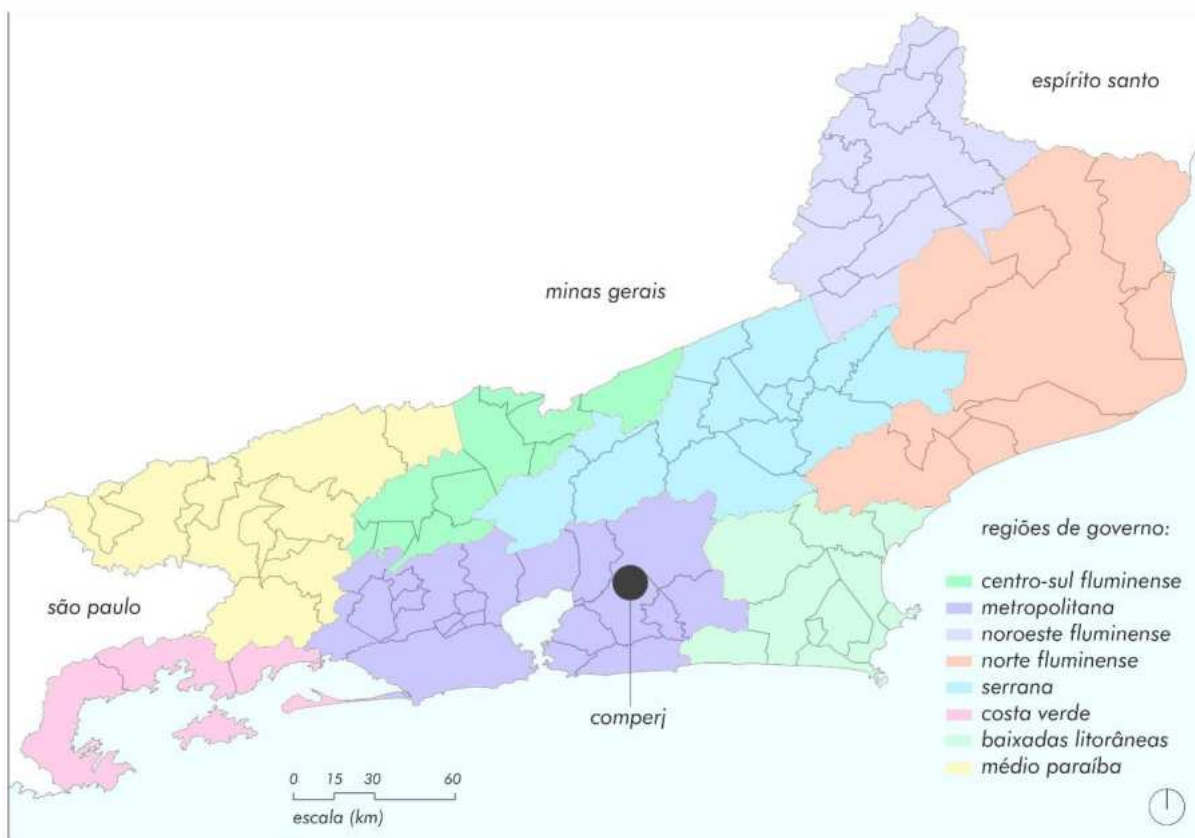 espírito santo
minas gerais
são paulo
comperj
0 15 30 60
escala (km)
regiões de governo:
centro-sul fluminense
metropolitana
noroeste fluminense
norte fluminense
serrana
costa verde
baixadas litorâneas
médio paraíba